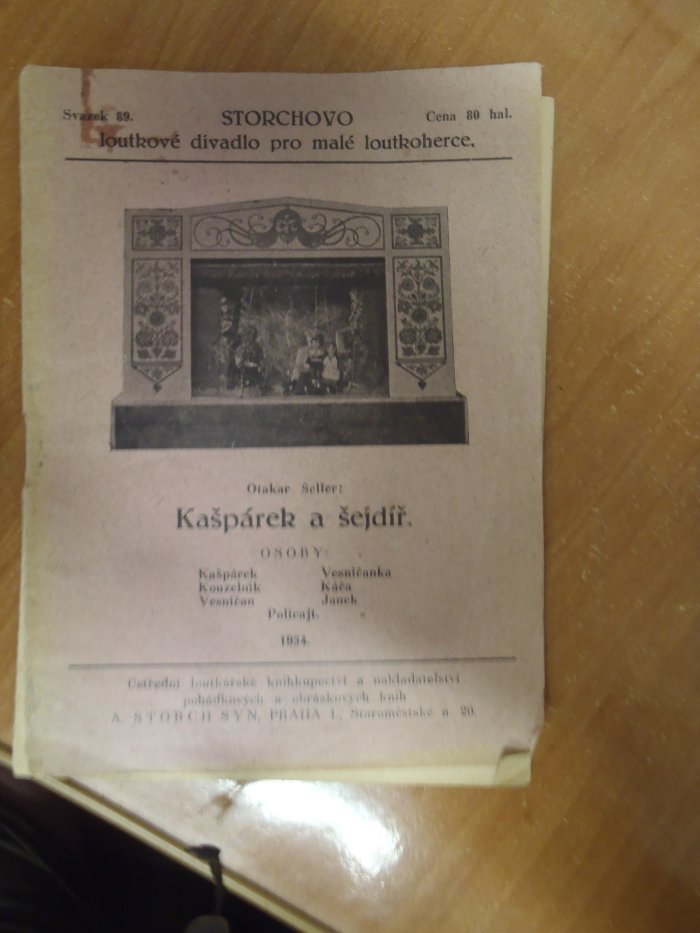 Svazek 89.
STORCHOVO
Cena 80 hal.
loutkové divadlo pro malé loutkoherce.
Otakar Seller:
Kašpárek a šejdíř.
OSOBY:
Kašpárek Vesničanka
Kouzelník Káča
Vesničan Janek
Policajt.
1934.
Ústřední loutkářské knihkupectví a nakladatelství
pohádkových a obrázkových knih
A. STORCH SYN, PRAHA I., Staroměstské n. 20.